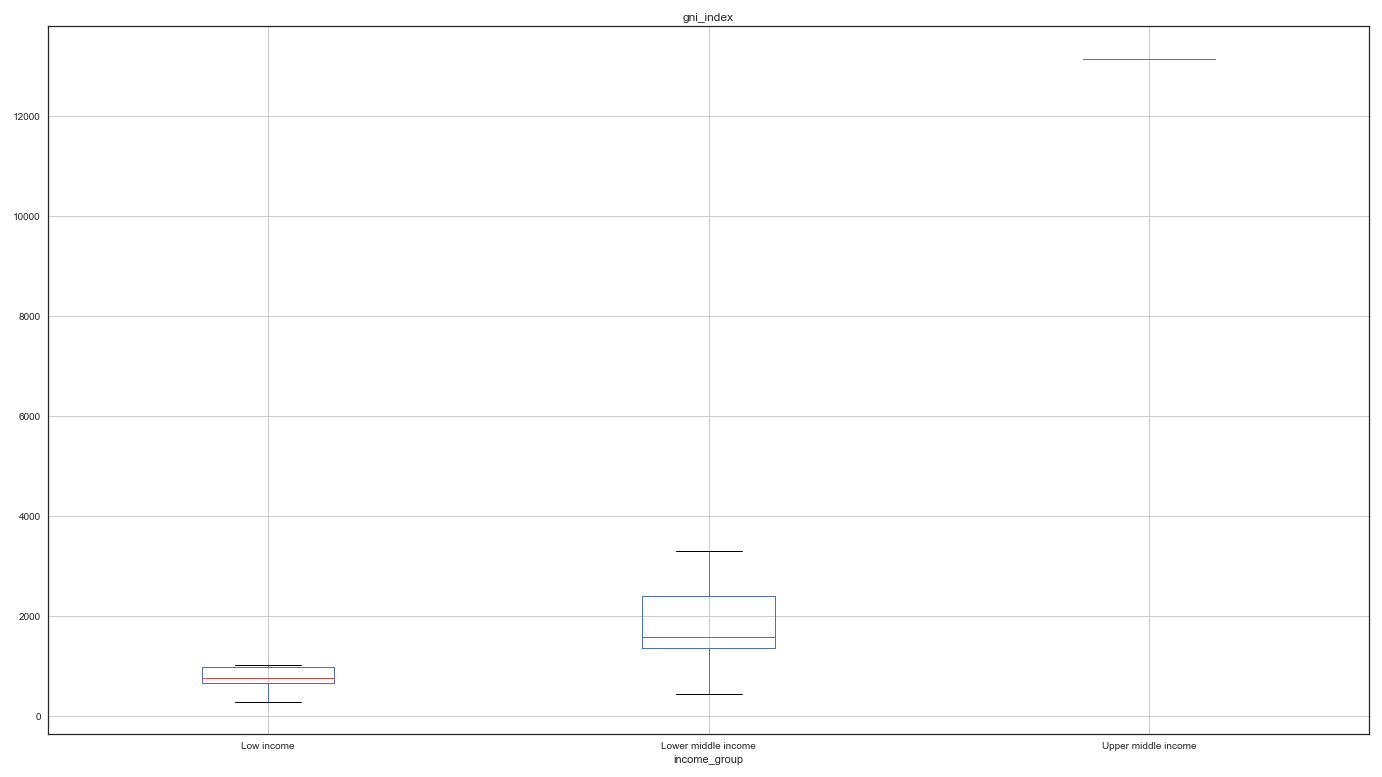 gni_index
12000
10000
8000
6000
4000
2000
0
Low income
Lower middle income
Upper middle income
income_group